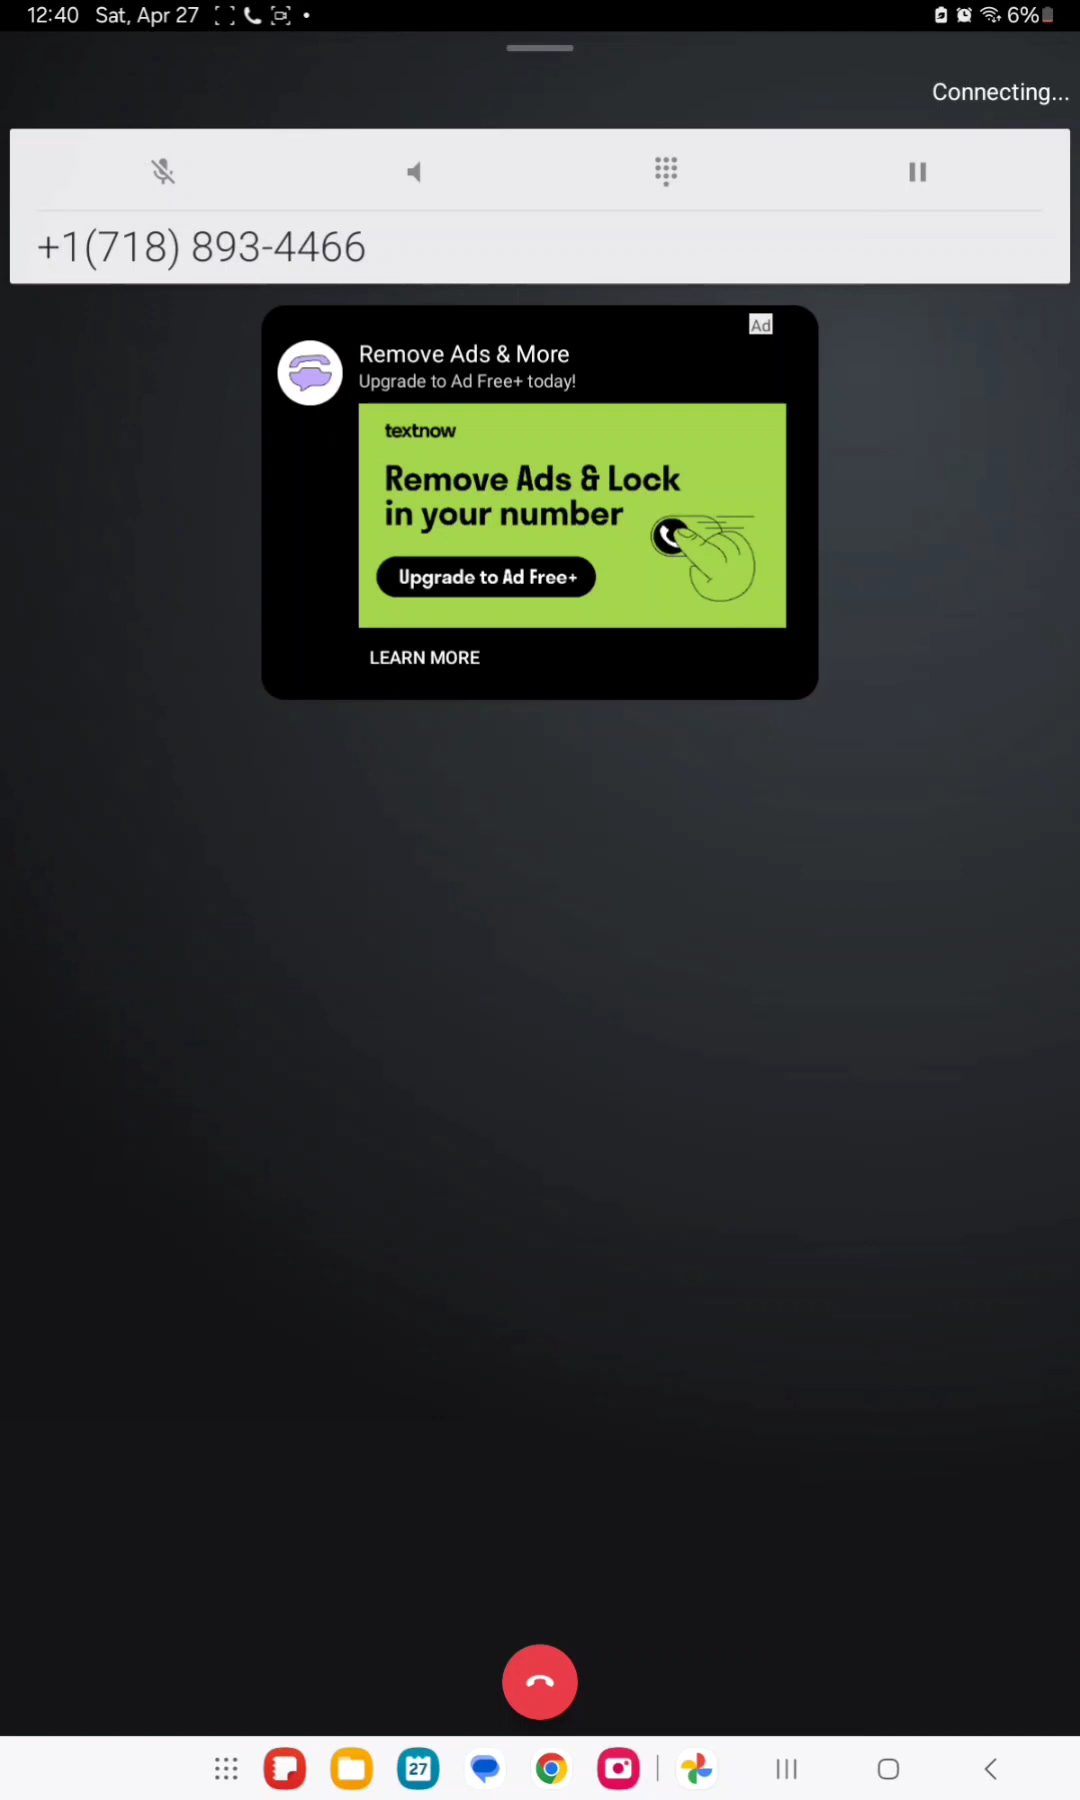 12:40 Sat, Apr 27 6%
Connecting...
+1(718) 893-4466
Ad
Remove Ads & More
Upgrade to Ad Free+ today!
textnow
Remove Ads & Lock
in your number
Upgrade to Ad Free+
LEARN MORE
27